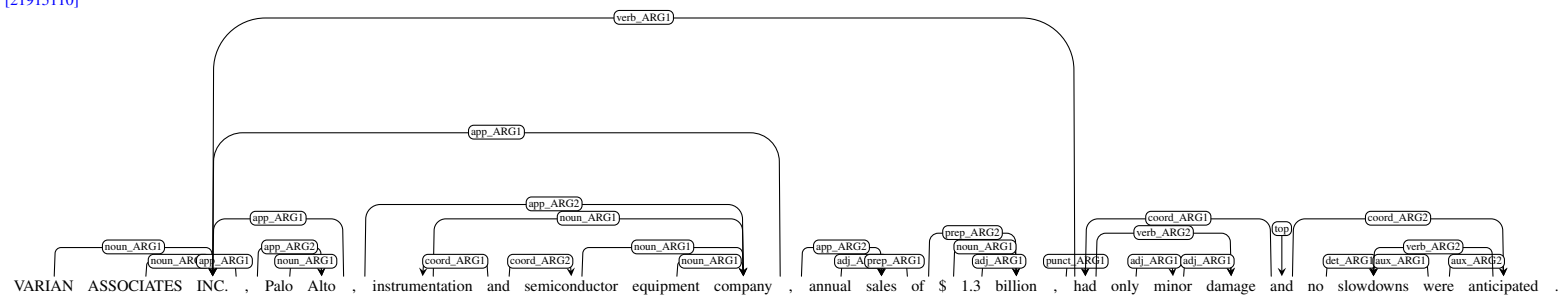 [21913110]
verb_ARG1
app_ARG1
app_ARG2
app_ARG1 noun_ARG1 coord_ARG1 coord_ARG2
top
prep_ARG2 verb_ARG2
noun_ARG1 app_ARG2 noun_ARG1 app_ARG2 noun_ARG1 verb_ARG2
app_ARG1 noun_ARG1 coord_ARG1 coord_ARG2 noun_ARG1 prep_ARG1 adj_ARG1 punct_ARG1 adj_ARG1 adj_ARG1 det_ARG1 aux_ARG1 aux_ARG2
VARIAN ASSOCIATES INC. , Palo Alto , instrumentation and semiconductor equipment company , annual sales of $ 1.3 billion , had only minor damage and no slowdowns were anticipated .